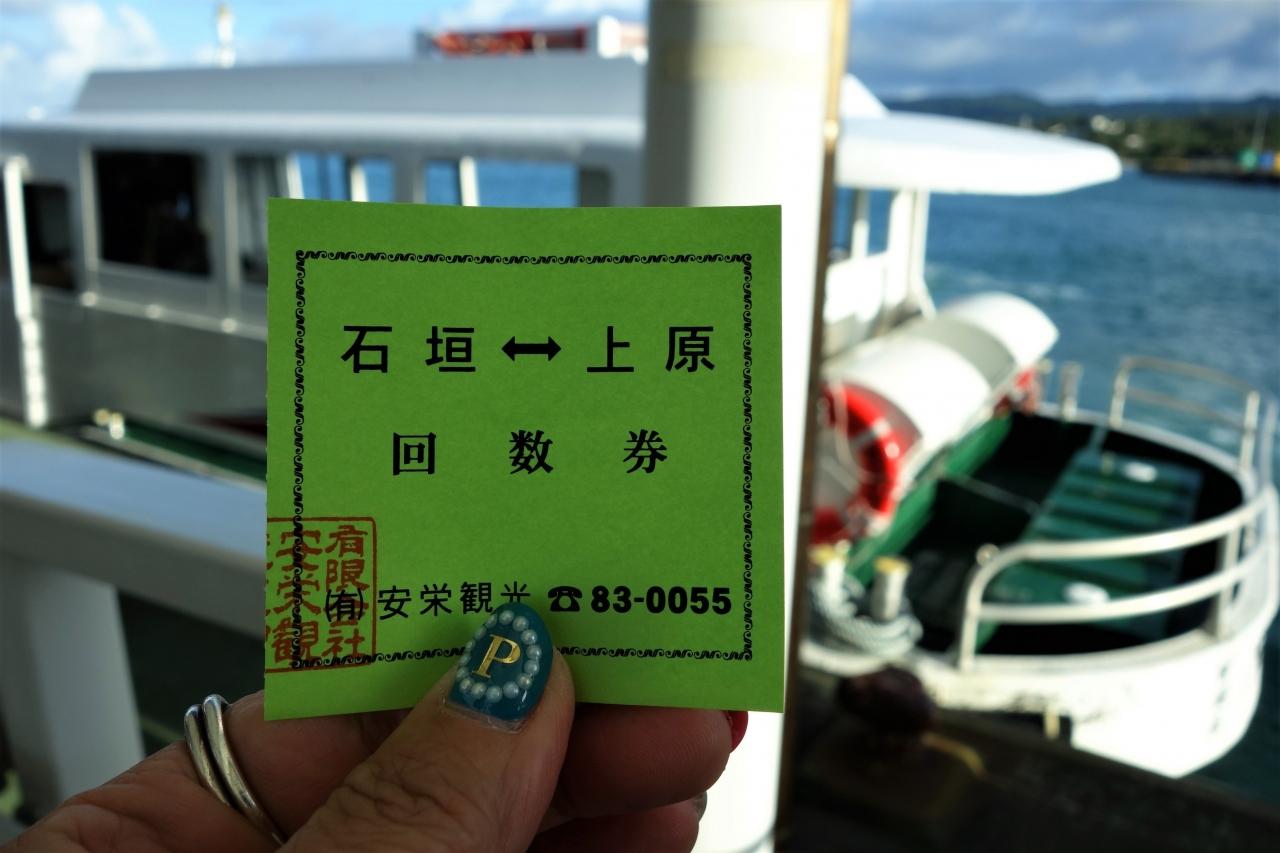 石垣↔上原
回数券
(有)安栄観光 ☎83-0055
有限会社
安栄観
P